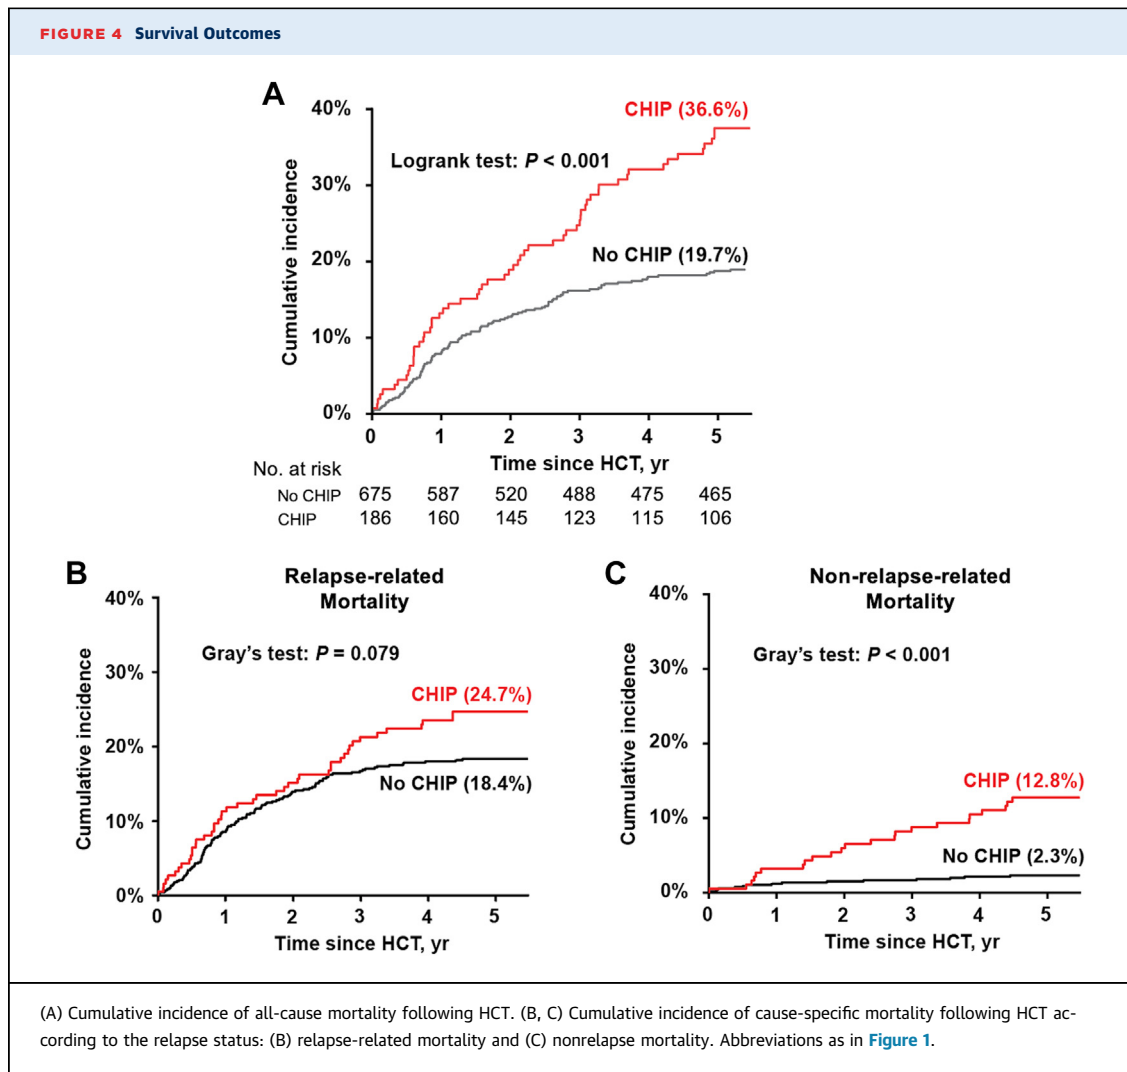 FIGURE 4 Survival Outcomes
A
40%
30%
20%
10%
0%
Cumulative incidence
CHIP (36.6%)
Logrank test: P < 0.001
No CHIP (19.7%)
0 1 2 3 4 5
Time since HCT, yr
No. at risk
No CHIP 675 587 520 488 475 465
CHIP 186 160 145 123 115 106
B
Relapse-related
Mortality
40%
30%
20%
10%
0%
Cumulative incidence
Gray's test: P = 0.079
CHIP (24.7%)
No CHIP (18.4%)
0 1 2 3 4 5
Time since HCT, yr
C
Non-relapse-related
Mortality
40%
30%
20%
10%
0%
Cumulative incidence
Gray's test: P < 0.001
CHIP (12.8%)
No CHIP (2.3%)
0 1 2 3 4 5
Time since HCT, yr
(A) Cumulative incidence of all-cause mortality following HCT. (B, C) Cumulative incidence of cause-specific mortality following HCT ac-
cording to the relapse status: (B) relapse-related mortality and (C) nonrelapse mortality. Abbreviations as in Figure 1.